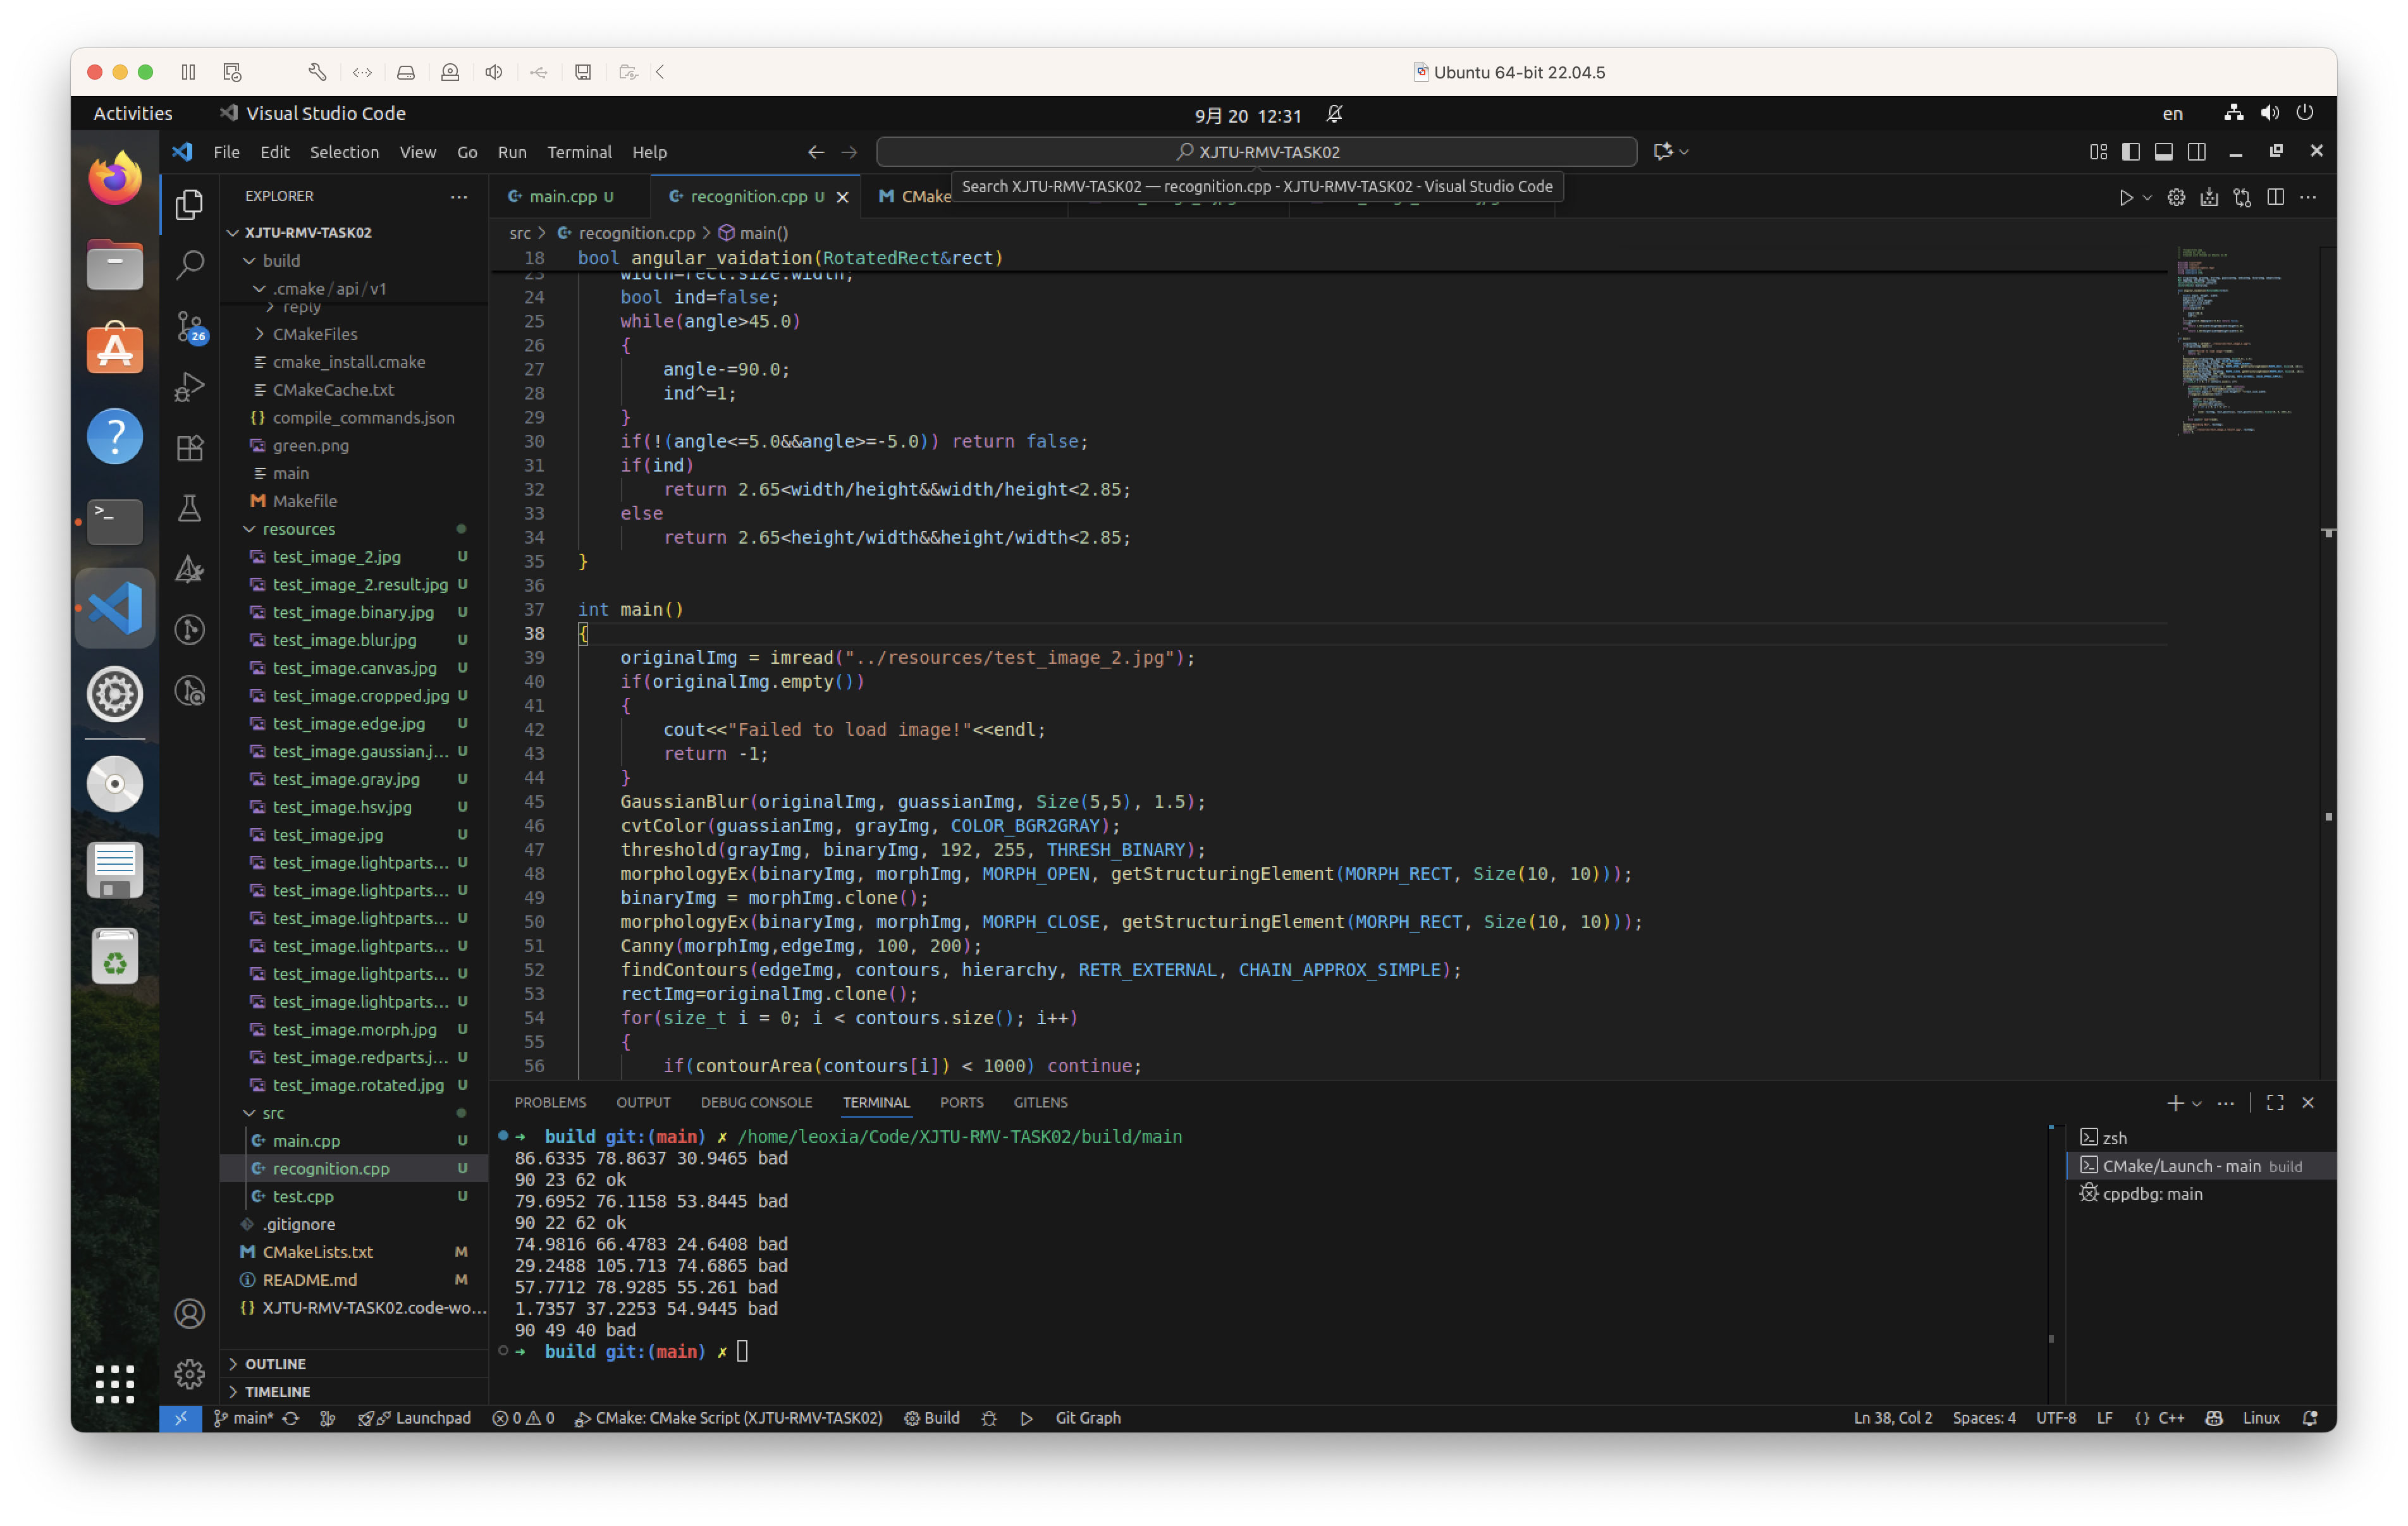 Ubuntu 64-bit 22.04.5
Activities
Visual Studio Code
9月 20 12:31
en
File Edit Selection View Go Run Terminal Help
XJTU-RMV-TASK02
Search XJTU-RMV-TASK02 — recognition.cpp - XJTU-RMV-TASK02 - Visual Studio Code
EXPLORER
main.cpp U
recognition.cpp U
CMake
XJTU-RMV-TASK02
build
.cmake / api / v1
reply
CMakeFiles
cmake_install.cmake
CMakeCache.txt
compile_commands.json
green.png
main
Makefile
resources
test_image_2.jpg U
test_image_2.result.jpg U
test_image.binary.jpg U
test_image.blur.jpg U
test_image.canvas.jpg U
test_image.cropped.jpg U
test_image.edge.jpg U
test_image.gaussian.j... U
test_image.gray.jpg U
test_image.hsv.jpg U
test_image.jpg U
test_image.lightparts... U
test_image.lightparts... U
test_image.lightparts... U
test_image.lightparts... U
test_image.lightparts... U
test_image.lightparts... U
test_image.morph.jpg U
test_image.redparts.j... U
test_image.rotated.jpg U
src
main.cpp U
recognition.cpp U
test.cpp U
.gitignore
CMakeLists.txt M
README.md M
XJTU-RMV-TASK02.code-wo...
OUTLINE
TIMELINE
26
src > recognition.cpp > main()
18 bool angular_vaidation(RotatedRect&rect)
23 width=rect.size.width;
24 bool ind=false;
25 while(angle>45.0)
26 {
27 angle-=90.0;
28 ind^=1;
29 }
30 if(!(angle<=5.0&&angle>=-5.0)) return false;
31 if(ind)
32 return 2.65<width/height&&width/height<2.85;
33 else
34 return 2.65<height/width&&height/width<2.85;
35 }
36
37 int main()
38 {
39 originalImg = imread("../resources/test_image_2.jpg");
40 if(originalImg.empty())
41 {
42 cout<<"Failed to load image!"<<endl;
43 return -1;
44 }
45 GaussianBlur(originalImg, guassianImg, Size(5,5), 1.5);
46 cvtColor(guassianImg, grayImg, COLOR_BGR2GRAY);
47 threshold(grayImg, binaryImg, 192, 255, THRESH_BINARY);
48 morphologyEx(binaryImg, morphImg, MORPH_OPEN, getStructuringElement(MORPH_RECT, Size(10, 10)));
49 binaryImg = morphImg.clone();
50 morphologyEx(binaryImg, morphImg, MORPH_CLOSE, getStructuringElement(MORPH_RECT, Size(10, 10)));
51 Canny(morphImg,edgeImg, 100, 200);
52 findContours(edgeImg, contours, hierarchy, RETR_EXTERNAL, CHAIN_APPROX_SIMPLE);
53 rectImg=originalImg.clone();
54 for(size_t i = 0; i < contours.size(); i++)
55 {
56 if(contourArea(contours[i]) < 1000) continue;
PROBLEMS OUTPUT DEBUG CONSOLE TERMINAL PORTS GITLENS
➜ build git:(main) ✗ /home/leoxia/Code/XJTU-RMV-TASK02/build/main
86.6335 78.8637 30.9465 bad
90 23 62 ok
79.6952 76.1158 53.8445 bad
90 22 62 ok
74.9816 66.4783 24.6408 bad
29.2488 105.713 74.6865 bad
57.7712 78.9285 55.261 bad
1.7357 37.2253 54.9445 bad
90 49 40 bad
➜ build git:(main) ✗
zsh
CMake/Launch - main build
cppdbg: main
main* Launchpad 0 0 CMake: CMake Script (XJTU-RMV-TASK02) Build Git Graph
Ln 38, Col 2 Spaces: 4 UTF-8 LF {} C++ Linux